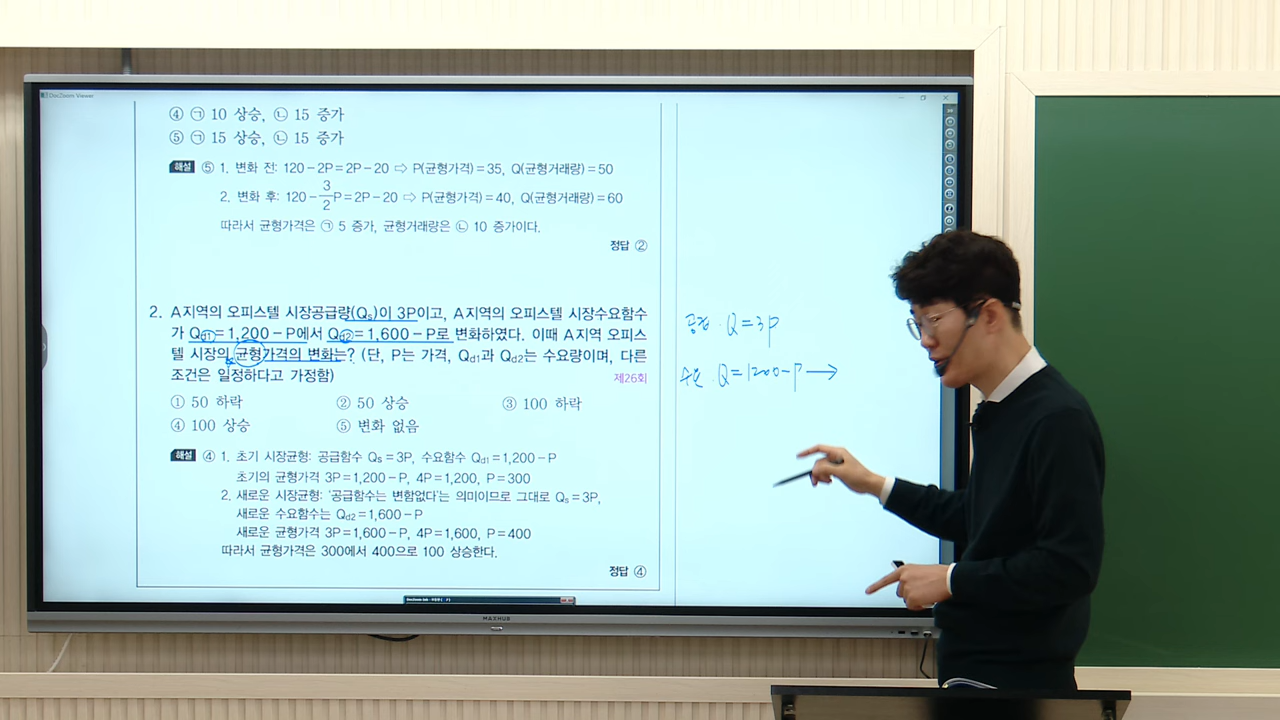 DocZoom Viewer
④ ㉠ 10 상승, ㉡ 15 증가
⑤ ㉠ 15 상승, ㉡ 15 증가
해설 ⑤ 1. 변화 전: 120-2P=2P-20 ⇨ P(균형가격)=35, Q(균형거래량)=50
2. 변화 후: 120-3/2P=2P-20 ⇨ P(균형가격)=40, Q(균형거래량)=60
따라서 균형가격은 ㉠ 5 증가, 균형거래량은 ㉡ 10 증가이다.
정답 ②
2. A지역의 오피스텔 시장공급량(Qs)이 3P이고, A지역의 오피스텔 시장수요함수
가 Qd1=1,200-P에서 Qd2=1,600-P로 변화하였다. 이때 A지역 오피스
텔 시장의 균형가격의 변화는? (단, P는 가격, Qd1과 Qd2는 수요량이며, 다른
조건은 일정하다고 가정함)
제26회
① 50 하락 ② 50 상승 ③ 100 하락
④ 100 상승 ⑤ 변화 없음
해설 ④ 1. 초기 시장균형: 공급함수 Qs=3P, 수요함수 Qd1=1,200-P
초기의 균형가격 3P=1,200-P, 4P=1,200, P=300
2. 새로운 시장균형: '공급함수는 변함없다'는 의미이므로 그대로 Qs=3P,
새로운 수요함수는 Qd2=1,600-P
새로운 균형가격 3P=1,600-P, 4P=1,600, P=400
따라서 균형가격은 300에서 400으로 100 상승한다.
정답 ④
공급. Q=3P
수요. Q=1200-P →
MAXHUB